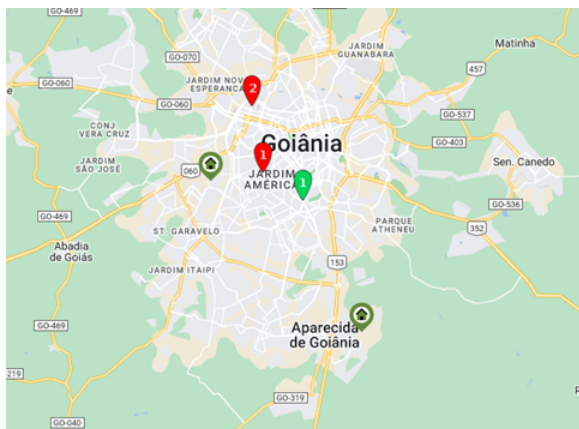 GO-469
GO-070
JARDIM
GUANABARA
Matinha
457
GO-060
JARDIM NOV
ESPERANÇ
2
GO-060
GO-537
CONJ
VERA CRUZ
Goiânia
GO-403
JARDIM
SÃO JOSÉ
060
1
JARDIM
AMÉRICA
1
Sen. Canedo
GO-536
GO-469
ST. GARAVELO
PARQUE
ATHENEU
352
Abadia
de Goiás
JARDIM ITAIPI
153
GO-469
Aparecida
de Goiânia
-219
GO-319
GO-040
R